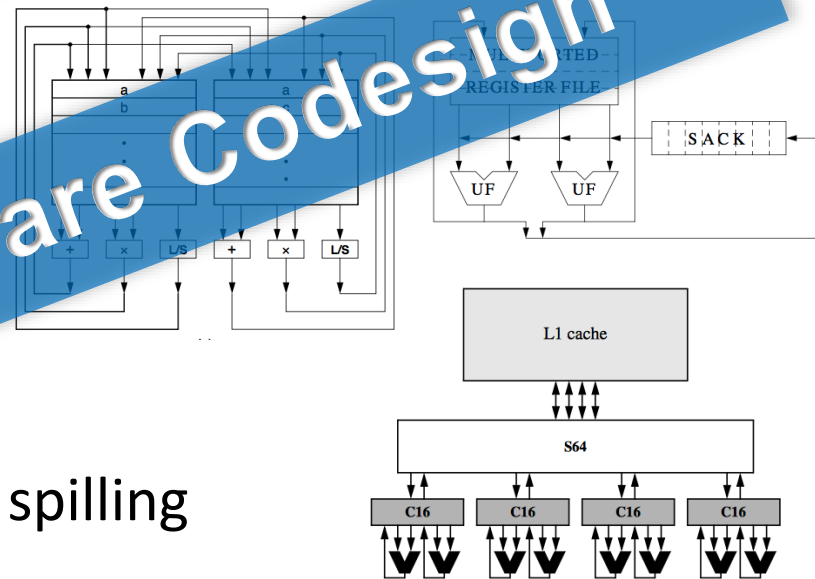 are Codesign
a
a
b
c
+
×
L/S
+
×
L/S
REGISTER FILE
SACK
UF
UF
L1 cache
S64
spilling
C16
C16
C16
C16